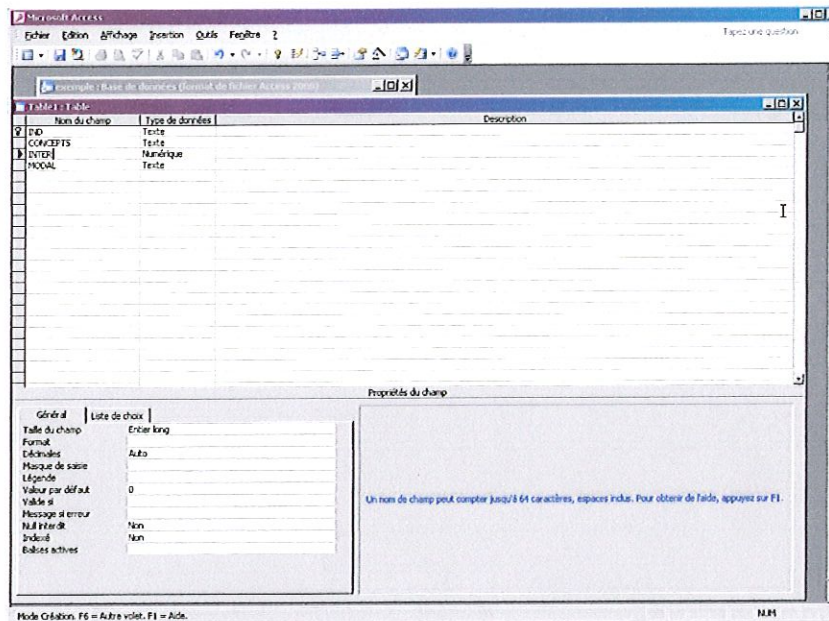 Microsoft Access
Fichier Edition Affichage Insertion Outils Fenêtre ?
Tapez une question
exemple : Base de données (format de fichier Access 2000)
Table1 : Table
Nom du champ Type de données Description
IND Texte
CONCEPTS Texte
INTER Numérique
MODAL Texte
Propriétés du champ
Général Liste de choix
Taille du champ Entier long
Format
Décimales Auto
Masque de saisie
Légende
Valeur par défaut 0
Valide si
Message si erreur
Null interdit Non
Indexé Non
Balises actives
Un nom de champ peut compter jusqu'à 64 caractères, espaces inclus. Pour obtenir de l'aide, appuyez sur F1.
Mode Création. F6 = Autre volet. F1 = Aide. NUM